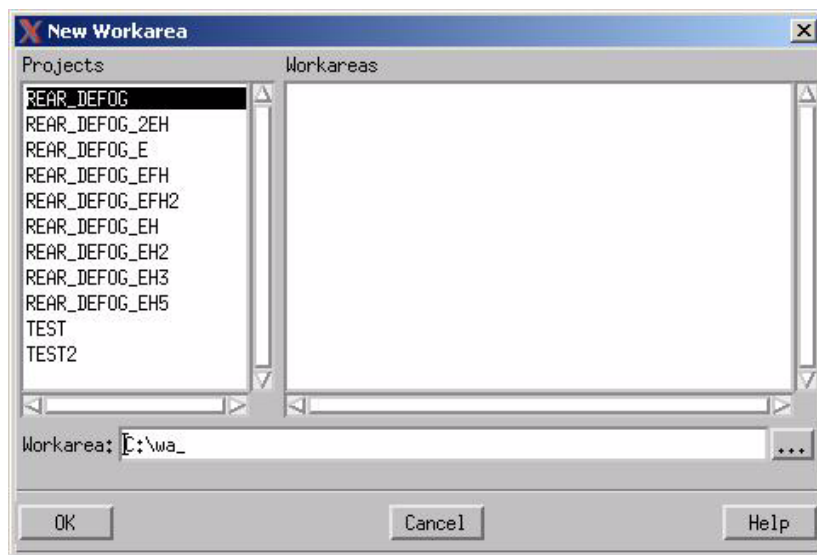 New Workarea
Projects Workareas
REAR_DEFOG
REAR_DEFOG_2EH
REAR_DEFOG_E
REAR_DEFOG_EFH
REAR_DEFOG_EFH2
REAR_DEFOG_EH
REAR_DEFOG_EH2
REAR_DEFOG_EH3
REAR_DEFOG_EH5
TEST
TEST2
Workarea: C:\wa_ ...
OK Cancel Help